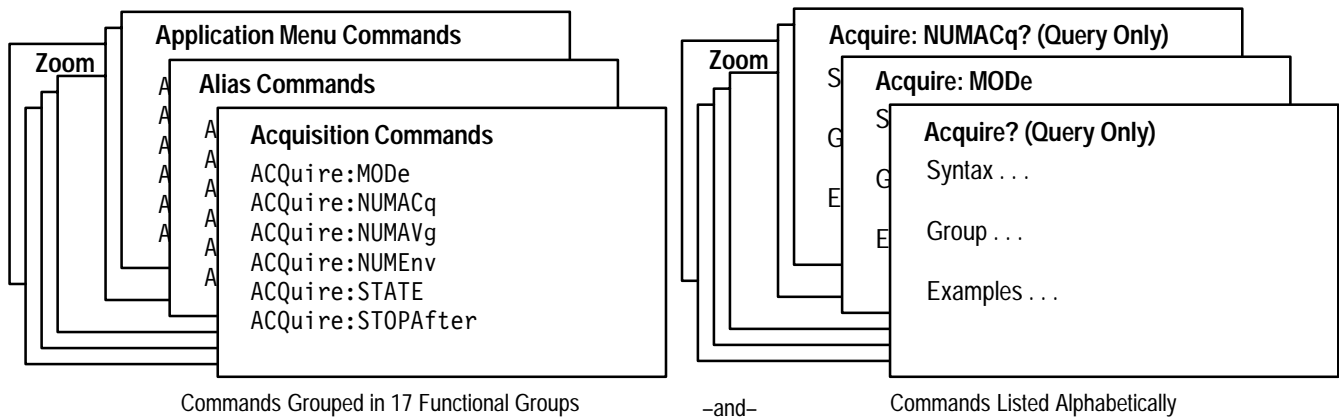 Application Menu Commands
Zoom
A
A
A
A
A
Alias Commands
A
A
A
A
A
A
Acquisition Commands
ACQuire:MODe
ACQuire:NUMACq
ACQuire:NUMAVg
ACQuire:NUMEnv
ACQuire:STATE
ACQuire:STOPAfter
Commands Grouped in 17 Functional Groups
–and–
Acquire: NUMACq? (Query Only)
Zoom
S
G
E
Acquire: MODe
S
G
E
Acquire? (Query Only)
Syntax . . .
Group . . .
Examples . . .
Commands Listed Alphabetically